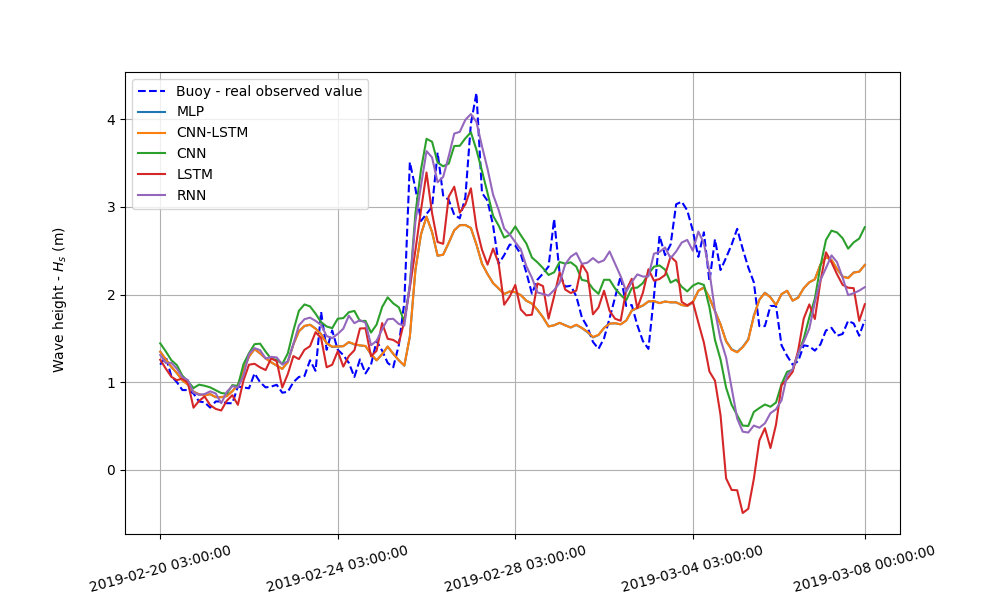 Buoy - real observed value
MLP
CNN-LSTM
CNN
LSTM
RNN
Wave height - Hₛ (m)
4
3
2
1
0
2019-02-20 03:00:00
2019-02-24 03:00:00
2019-02-28 03:00:00
2019-03-04 03:00:00
2019-03-08 00:00:00